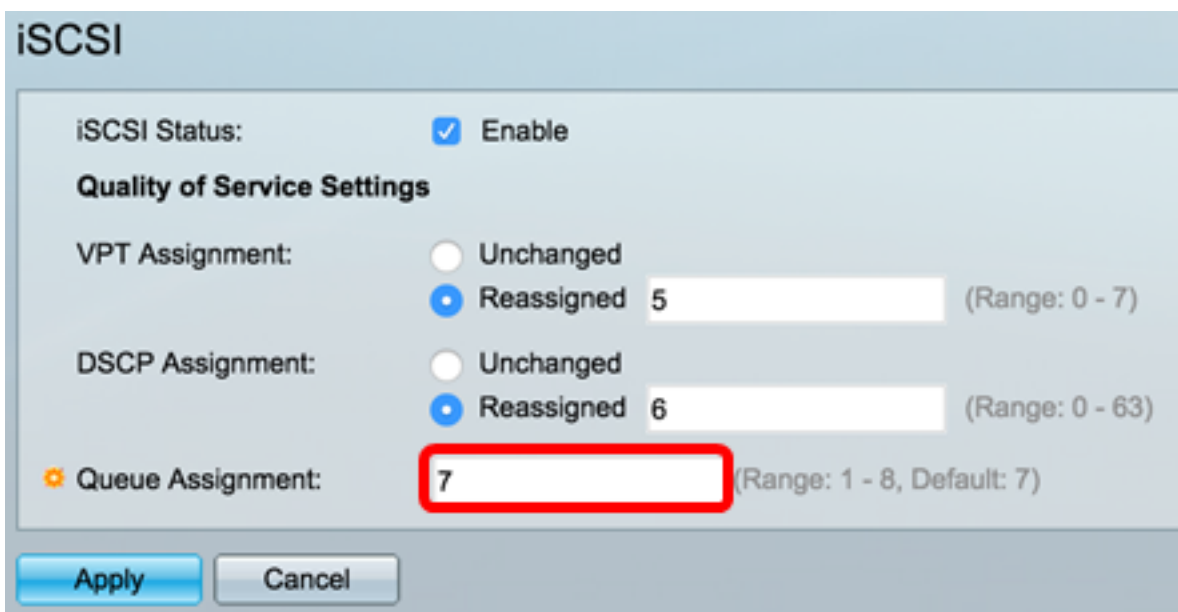 iSCSI
iSCSI Status: Enable
Quality of Service Settings
VPT Assignment: Unchanged
Reassigned 5 (Range: 0 - 7)
DSCP Assignment: Unchanged
Reassigned 6 (Range: 0 - 63)
Queue Assignment: 7 (Range: 1 - 8, Default: 7)
Apply Cancel